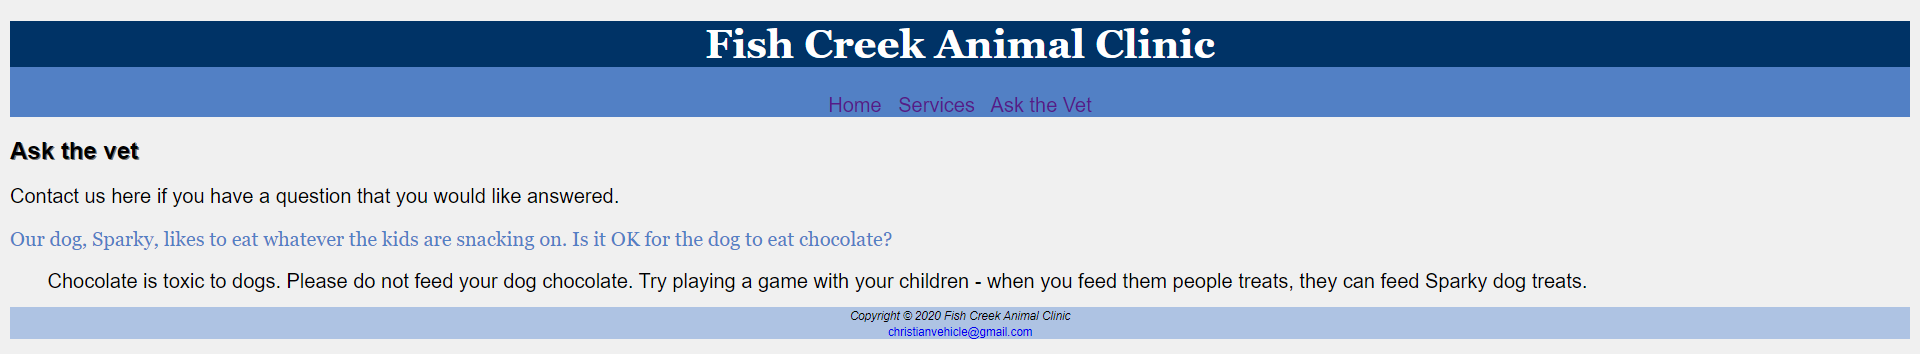 Fish Creek Animal Clinic
Home Services Ask the Vet
Ask the vet
Contact us here if you have a question that you would like answered.
Our dog, Sparky, likes to eat whatever the kids are snacking on. Is it OK for the dog to eat chocolate?
Chocolate is toxic to dogs. Please do not feed your dog chocolate. Try playing a game with your children - when you feed them people treats, they can feed Sparky dog treats.
Copyright © 2020 Fish Creek Animal Clinic
christianvehicle@gmail.com